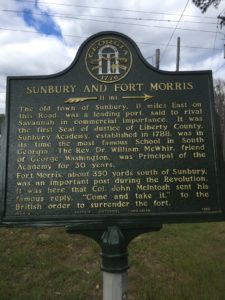 GEORGIA
1776
SUNBURY AND FORT MORRIS
11 MI.
The old town of Sunbury, 11 miles East on
this Road, was a leading port, said to rival
Savannah in commercial importance. It was
the first Seat of Justice of Liberty County.
Sunbury Academy, established in 1788, was in
its time the most famous School in South
Georgia. The Rev. Dr. William McWhir, friend
of George Washington, was Principal of the
Academy for 30 years.
Fort Morris, about 350 yards south of Sunbury,
was an important post during the Revolution.
It was here that Col. John McIntosh sent his
famous reply, "Come and take it," to the
British order to surrender the fort.